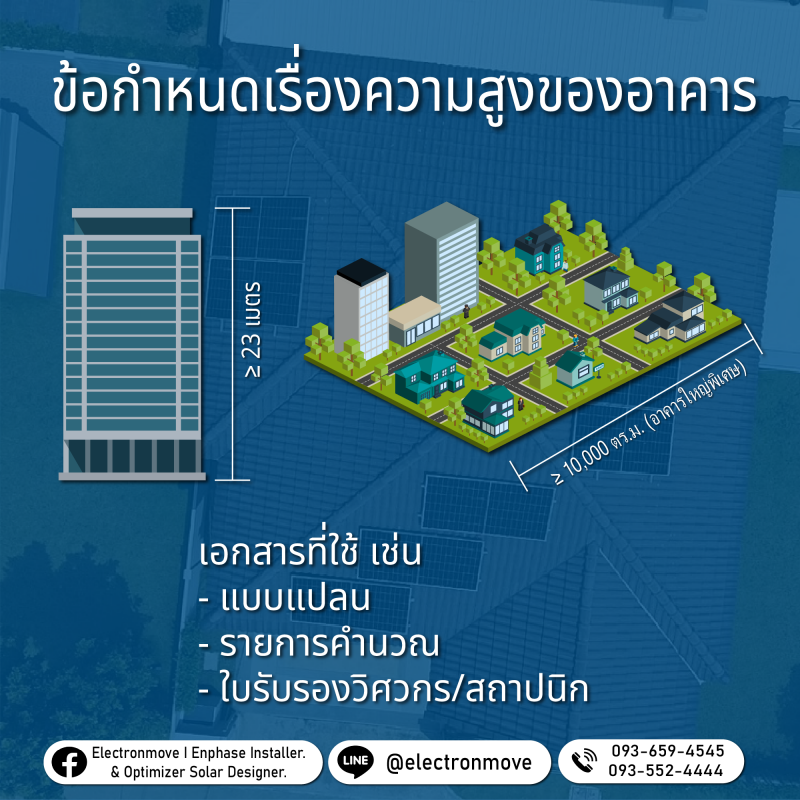 ข้อกำหนดเรื่องความสูงของอาคาร
≥ 23 เมตร
≥ 10,000 ตร.ม. (อาคารใหญ่พิเศษ)
เอกสารที่ใช้ เช่น
- แบบแปลน
- รายการคำนวณ
- ใบรับรองวิศวกร/สถาปนิก
Electronmove I Enphase Installer.
& Optimizer Solar Designer.
LINE
@electronmove
093-659-4545
093-552-4444